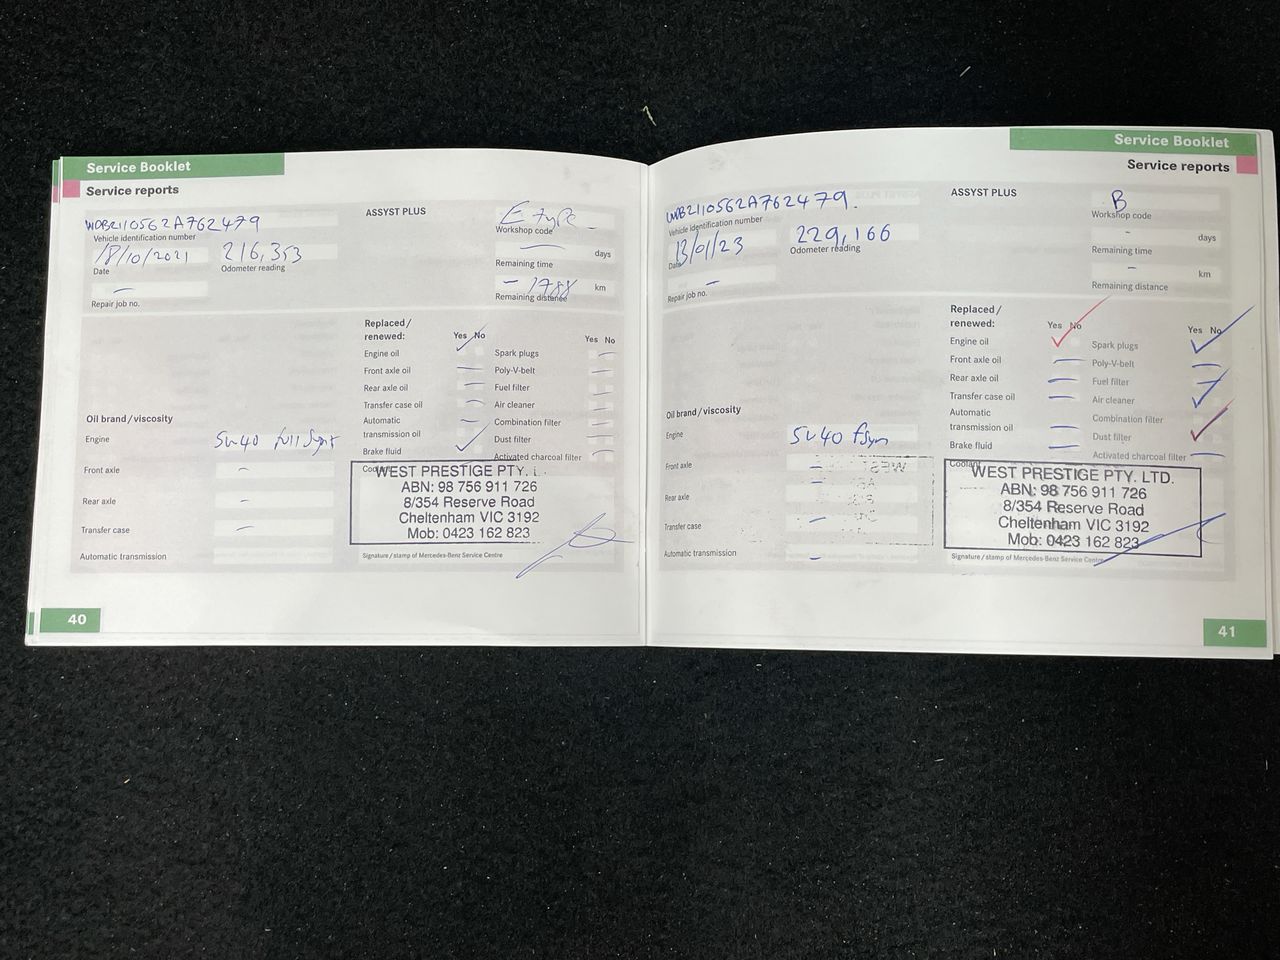 Service Booklet
Service reports
WDB2110562A762479
Vehicle identification number
18/10/2021 216,353
Date Odometer reading
Repair job no.
ASSYST PLUS
E type
Workshop code
days
Remaining time
- 1788 km
Remaining distance
Replaced/
renewed:
Yes No
Yes No
Engine oil
Spark plugs
Front axle oil
Poly-V-belt
Rear axle oil
Fuel filter
Transfer case oil
Air cleaner
Automatic
transmission oil
Combination filter
Dust filter
Brake fluid
Activated charcoal filter
Coolant
Oil brand/viscosity
Engine 5w40 full Synt
Front axle -
Rear axle -
Transfer case -
Automatic transmission
WEST PRESTIGE PTY. L
ABN: 98 756 911 726
8/354 Reserve Road
Cheltenham VIC 3192
Mob: 0423 162 823
Signature/stamp of Mercedes-Benz Service Centre
40
Service Booklet
Service reports
WDB2110562A762479.
Vehicle identification number
13/01/23 229,166
Date Odometer reading
-
Repair job no.
ASSYST PLUS
B
Workshop code
- days
Remaining time
- km
Remaining distance
Replaced/
renewed:
Yes No
Yes No
Engine oil
Spark plugs
Front axle oil
Poly-V-belt
Rear axle oil
Fuel filter
Transfer case oil
Air cleaner
Automatic
transmission oil
Combination filter
Dust filter
Brake fluid
Activated charcoal filter
Coolant
Oil brand/viscosity
Engine 5w40 fsyn
Front axle -
Rear axle -
Transfer case -
Automatic transmission -
WEST PRESTIGE PTY. LTD.
ABN: 98 756 911 726
8/354 Reserve Road
Cheltenham VIC 3192
Mob: 0423 162 823
Signature/stamp of Mercedes-Benz Service Centre
41